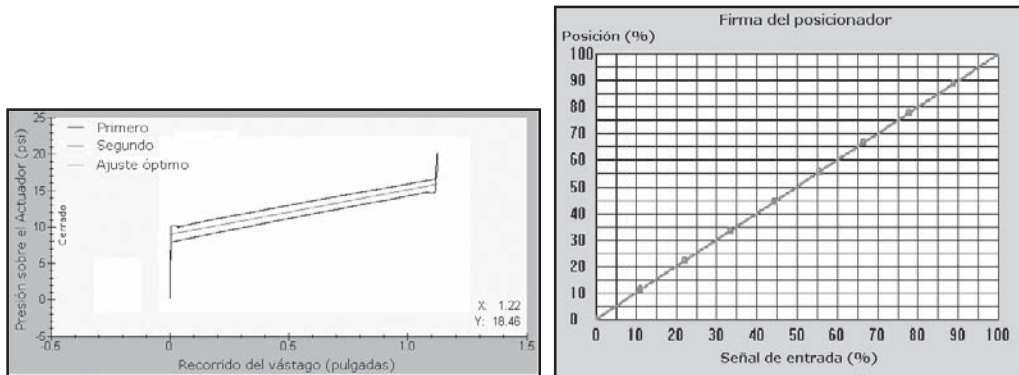 25
20
15
10
5
0
-5
Presión sobre el Actuador (psi)
Cerrado
Primero
Segundo
Ajuste óptimo
X: 1.22
Y: 18.46
-0.5
0
0.5
1.0
1.5
Recorrido del vástago (pulgadas)
Firma del posicionador
Posición (%)
100
90
80
70
60
50
40
30
20
10
0
0 10 20 30 40 50 60 70 80 90 100
Señal de entrada (%)